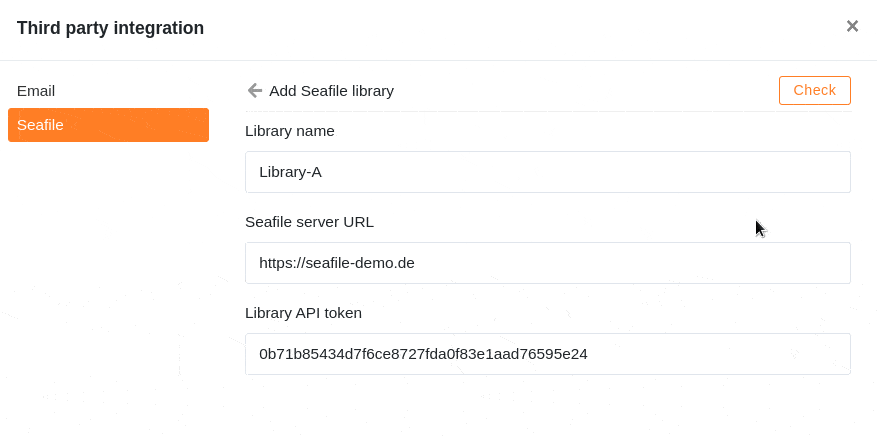 Third party integration
Email
Seafile
Add Seafile library
Check
Library name
Library-A
Seafile server URL
https://seafile-demo.de
Library API token
0b71b85434d7f6ce8727fda0f83e1aad76595e24